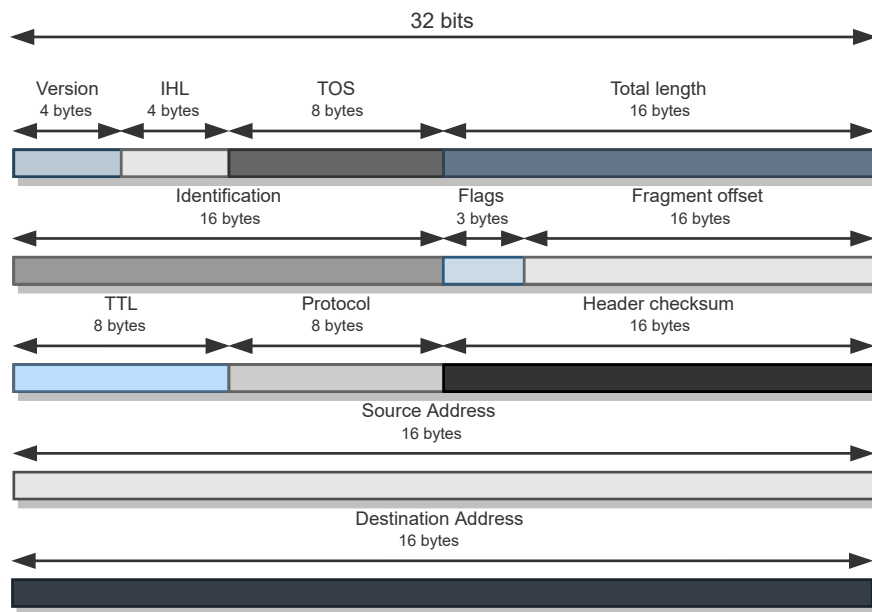 32 bits
Version IHL TOS Total length
4 bytes 4 bytes 8 bytes 16 bytes
Identification Flags Fragment offset
16 bytes 3 bytes 16 bytes
TTL Protocol Header checksum
8 bytes 8 bytes 16 bytes
Source Address
16 bytes
Destination Address
16 bytes